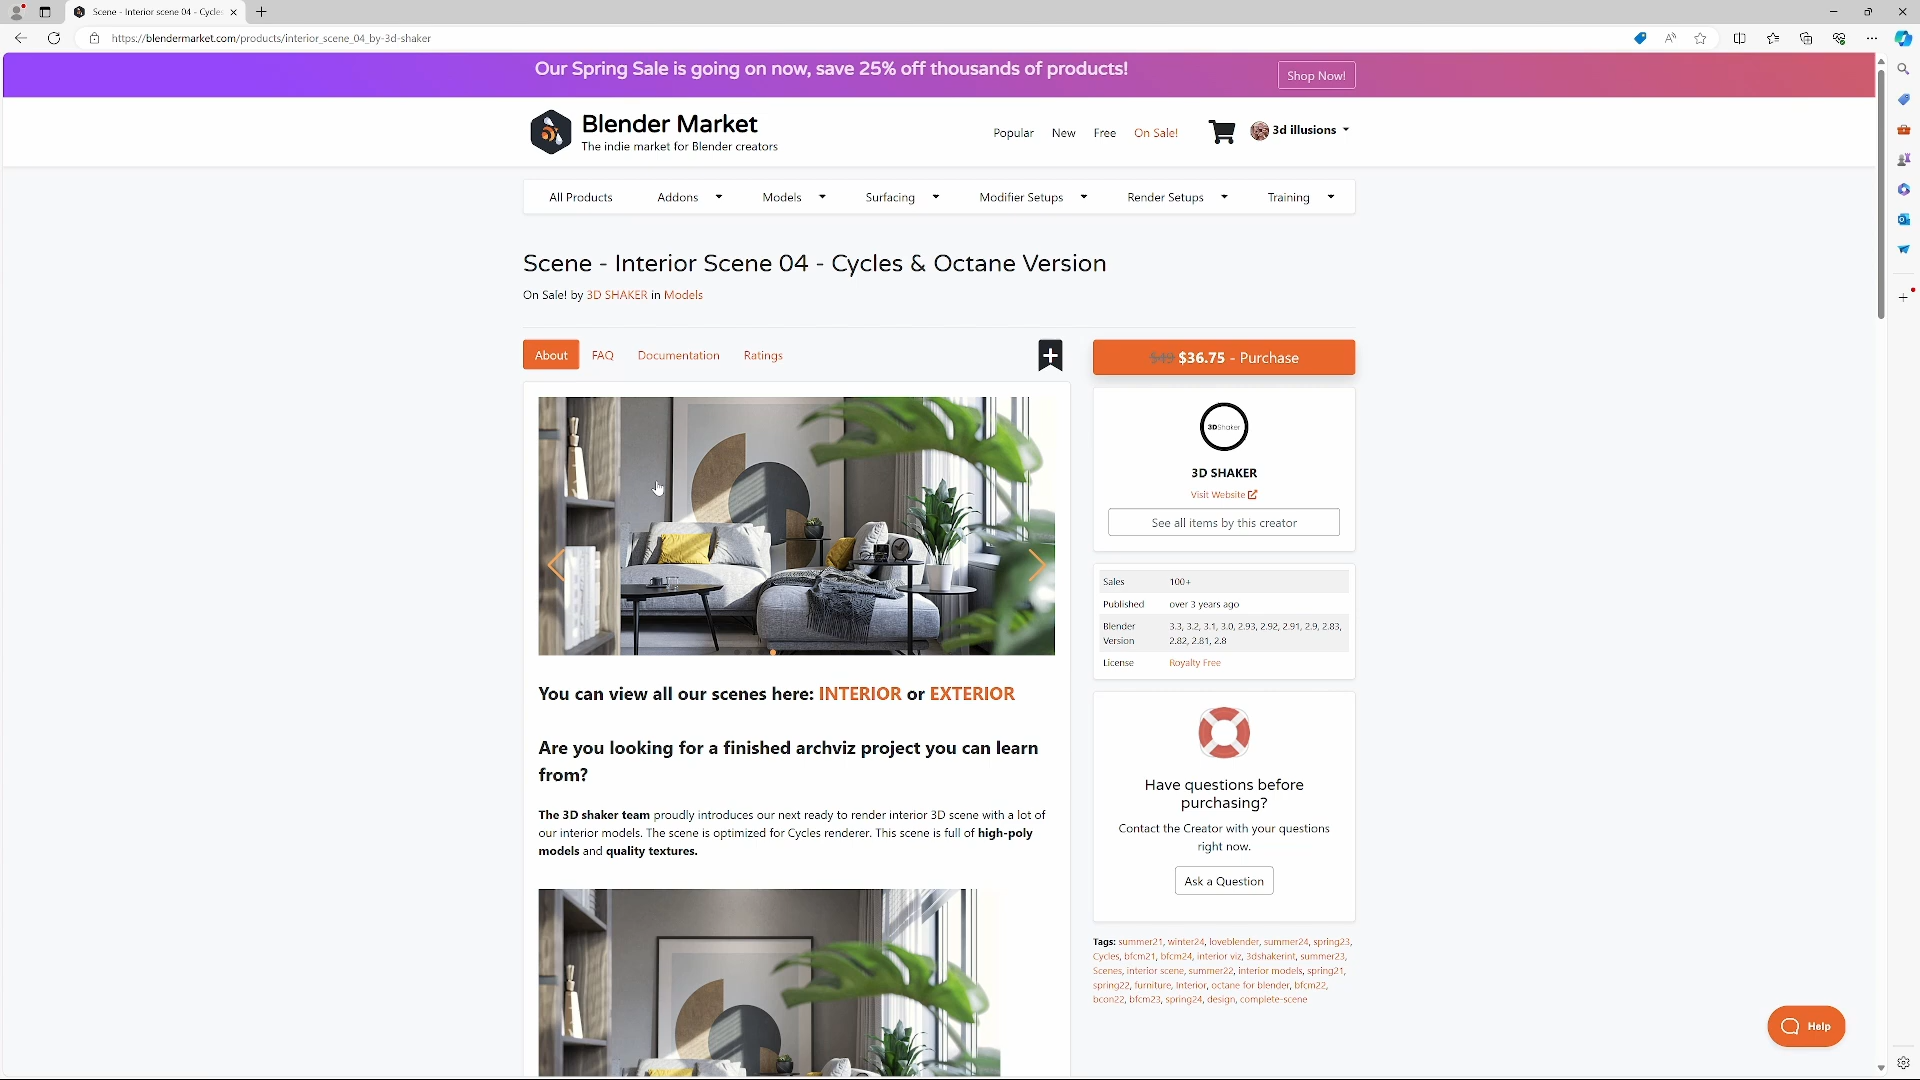 Scene - Interior scene 04 - Cycles
https://blendermarket.com/products/interior_scene_04_by-3d-shaker
Our Spring Sale is going on now, save 25% off thousands of products!
Shop Now!
Blender Market
The indie market for Blender creators
Popular New Free On Sale!
3d illusions
All Products Addons Models Surfacing Modifier Setups Render Setups Training
Scene - Interior Scene 04 - Cycles & Octane Version
On Sale! by 3D SHAKER in Models
About FAQ Documentation Ratings
$49 $36.75 - Purchase
3DShaker
3D SHAKER
Visit Website
See all items by this creator
Sales 100+
Published over 3 years ago
Blender Version 3.3, 3.2, 3.1, 3.0, 2.93, 2.92, 2.91, 2.9, 2.83,
2.82, 2.81, 2.8
License Royalty Free
You can view all our scenes here: INTERIOR or EXTERIOR
Are you looking for a finished archviz project you can learn
from?
The 3D shaker team proudly introduces our next ready to render interior 3D scene with a lot of
our interior models. The scene is optimized for Cycles renderer. This scene is full of high-poly
models and quality textures.
Have questions before
purchasing?
Contact the Creator with your questions
right now.
Ask a Question
Tags: summer21, winter24, loveblender, summer24, spring23,
Cycles, bfcm21, bfcm24, interior viz, 3dshakerint, summer23,
Scenes, interior scene, summer22, interior models, spring21,
spring22, furniture, Interior, octane for blender, bfcm22,
bcon22, bfcm23, spring24, design, complete-scene
Help